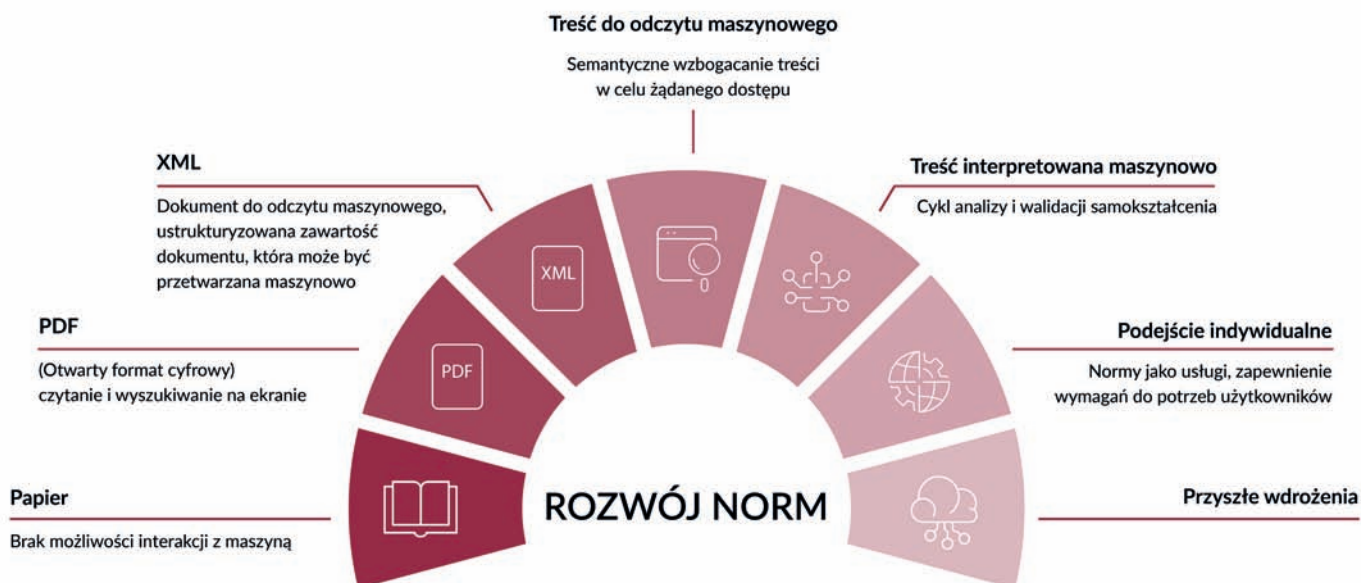 Treść do odczytu maszynowego
Semantyczne wzbogacanie treści
w celu żądanego dostępu
XML
Dokument do odczytu maszynowego,
ustrukturyzowana zawartość
dokumentu, która może być
przetwarzana maszynowo
Treść interpretowana maszynowo
Cykl analizy i walidacji samokształcenia
PDF
(Otwarty format cyfrowy)
czytanie i wyszukiwanie na ekranie
Podejście indywidualne
Normy jako usługi, zapewnienie
wymagań do potrzeb użytkowników
Papier
Brak możliwości interakcji z maszyną
Przyszłe wdrożenia
XML
PDF
ROZWÓJ NORM